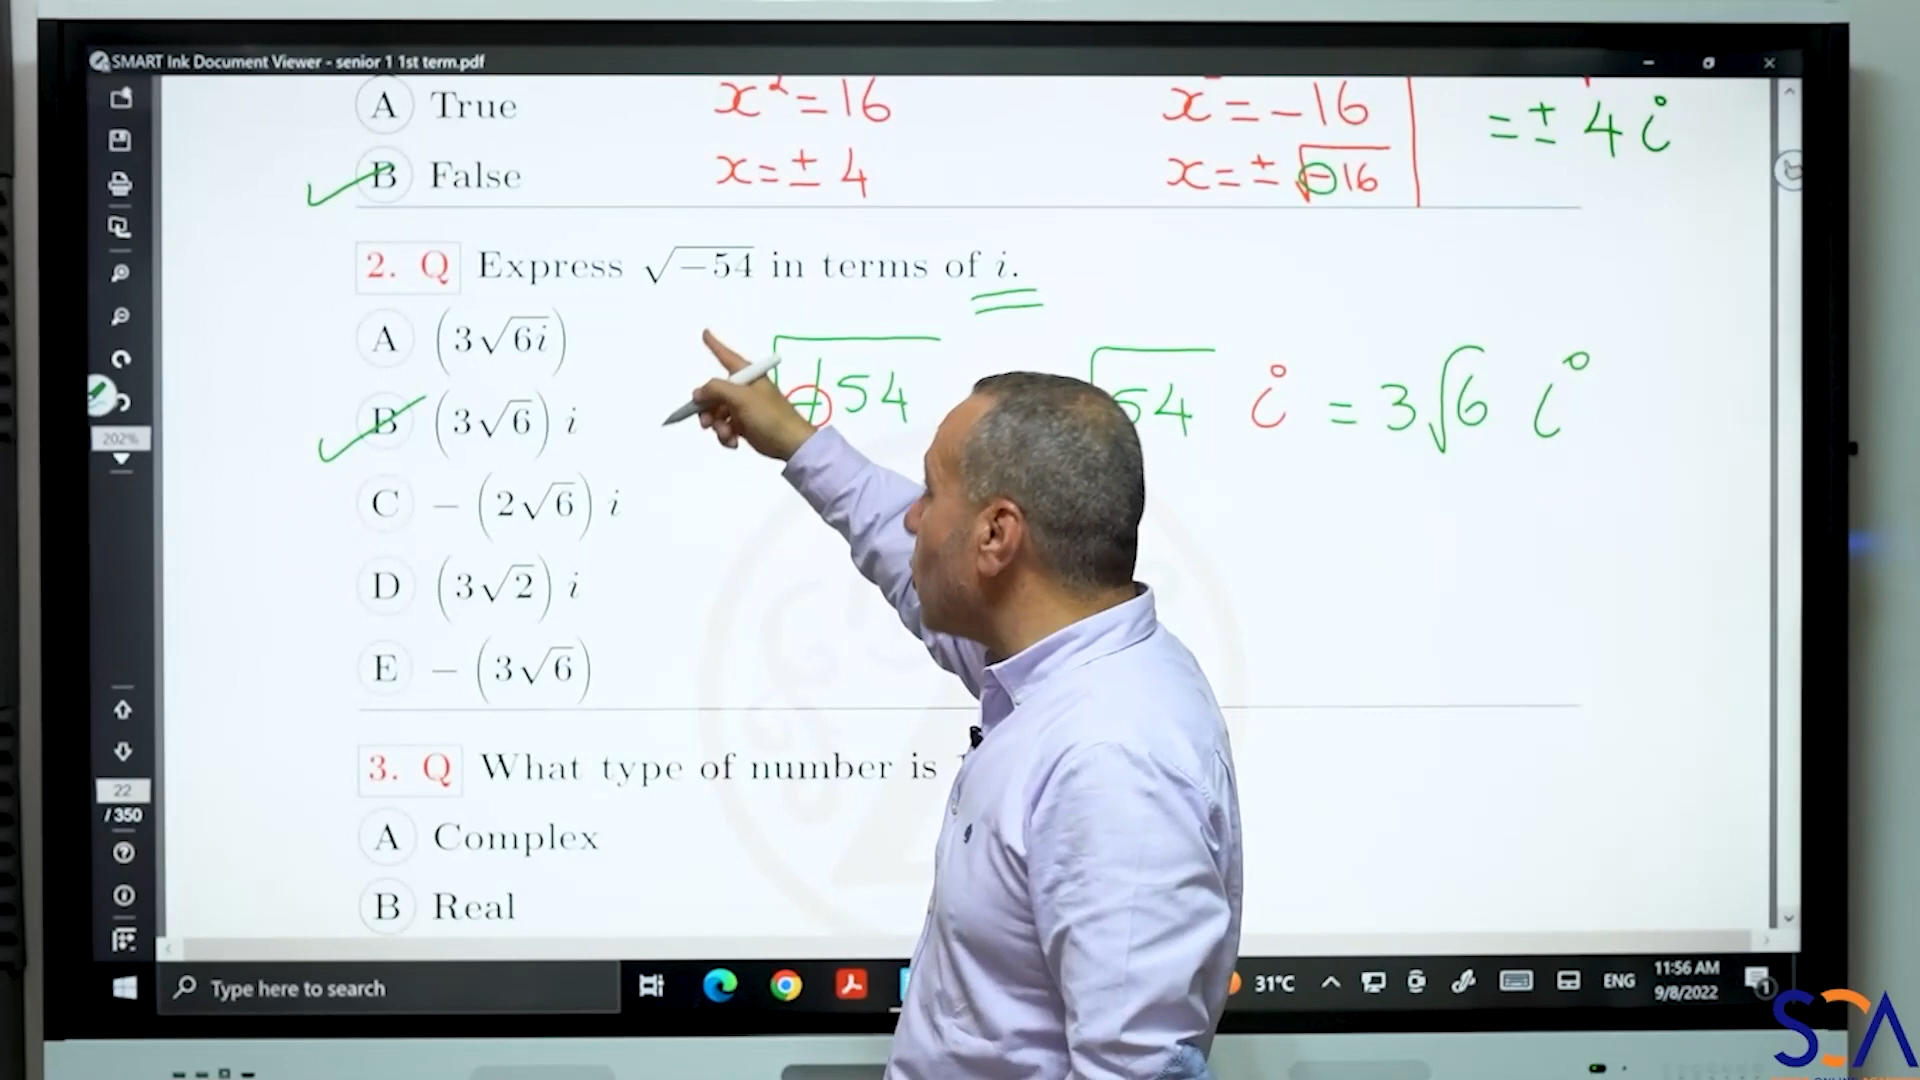 SMART Ink Document Viewer - senior 1 1st term.pdf
A True
x² = 16
x = -16
= ± 4 i
B False
x = ± 4
x = ± √-16
2. Q Express √-54 in terms of i.
A (3√6i)
√-54
√54 i = 3√6 i
B (3√6) i
C - (2√6) i
D (3√2) i
E - (3√6)
3. Q What type of number is
A Complex
B Real
202%
22
/ 350
Type here to search
31°C
ENG
11:56 AM
9/8/2022
1
SCA